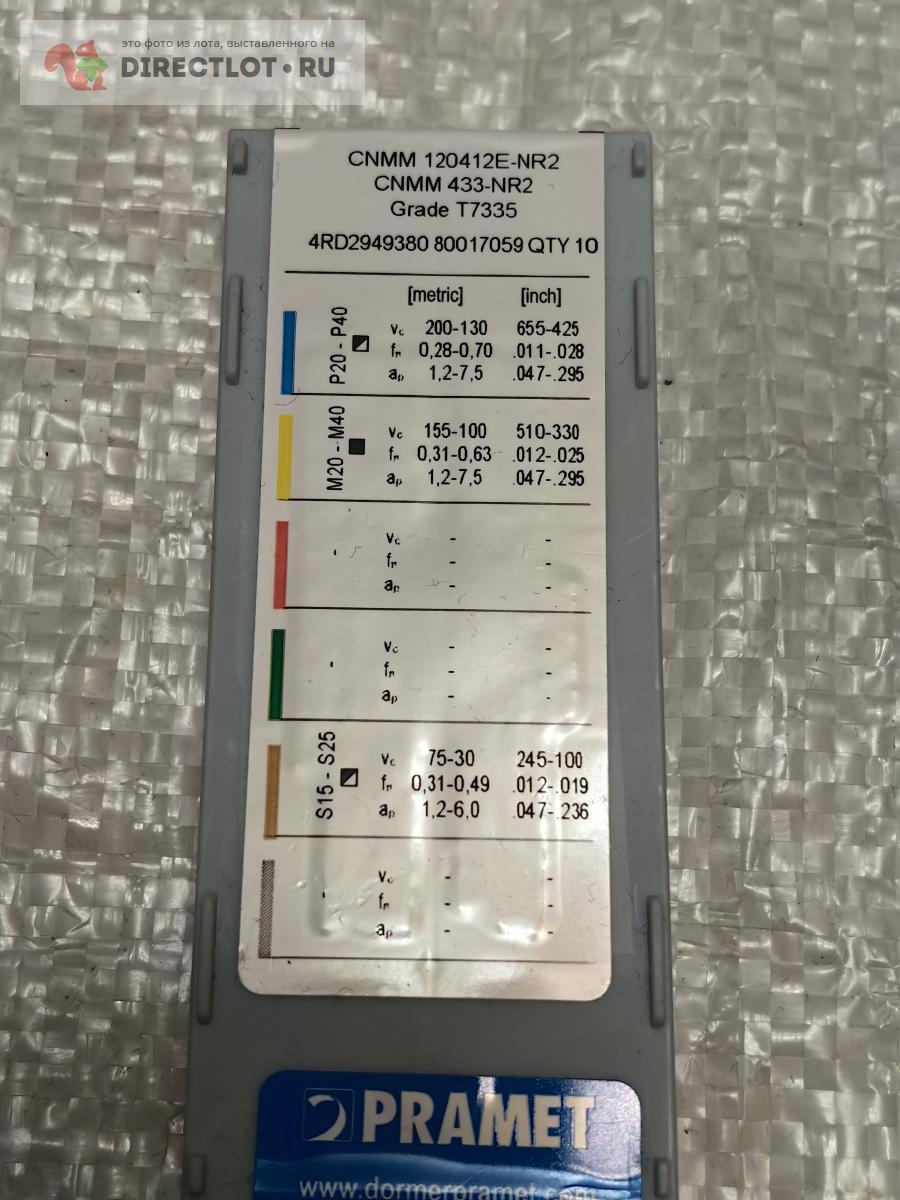 это фото из лота, выставленного на
DIRECTLOT.RU
CNMM 120412E-NR2
CNMM 433-NR2
Grade T7335
4RD2949380 80017059 QTY 10
[metric] [inch]
P20 - P40
vc 200-130 655-425
fn 0,28-0,70 .011-.028
ap 1,2-7,5 .047-.295
M20 - M40
vc 155-100 510-330
fn 0,31-0,63 .012-.025
ap 1,2-7,5 .047-.295
vc - -
fn - -
ap - -
vc - -
fn - -
ap - -
S15 - S25
vc 75-30 245-100
fn 0,31-0,49 .012-.019
ap 1,2-6,0 .047-.236
vc - -
fn - -
ap - -
PRAMET
www.dormerpramet.com